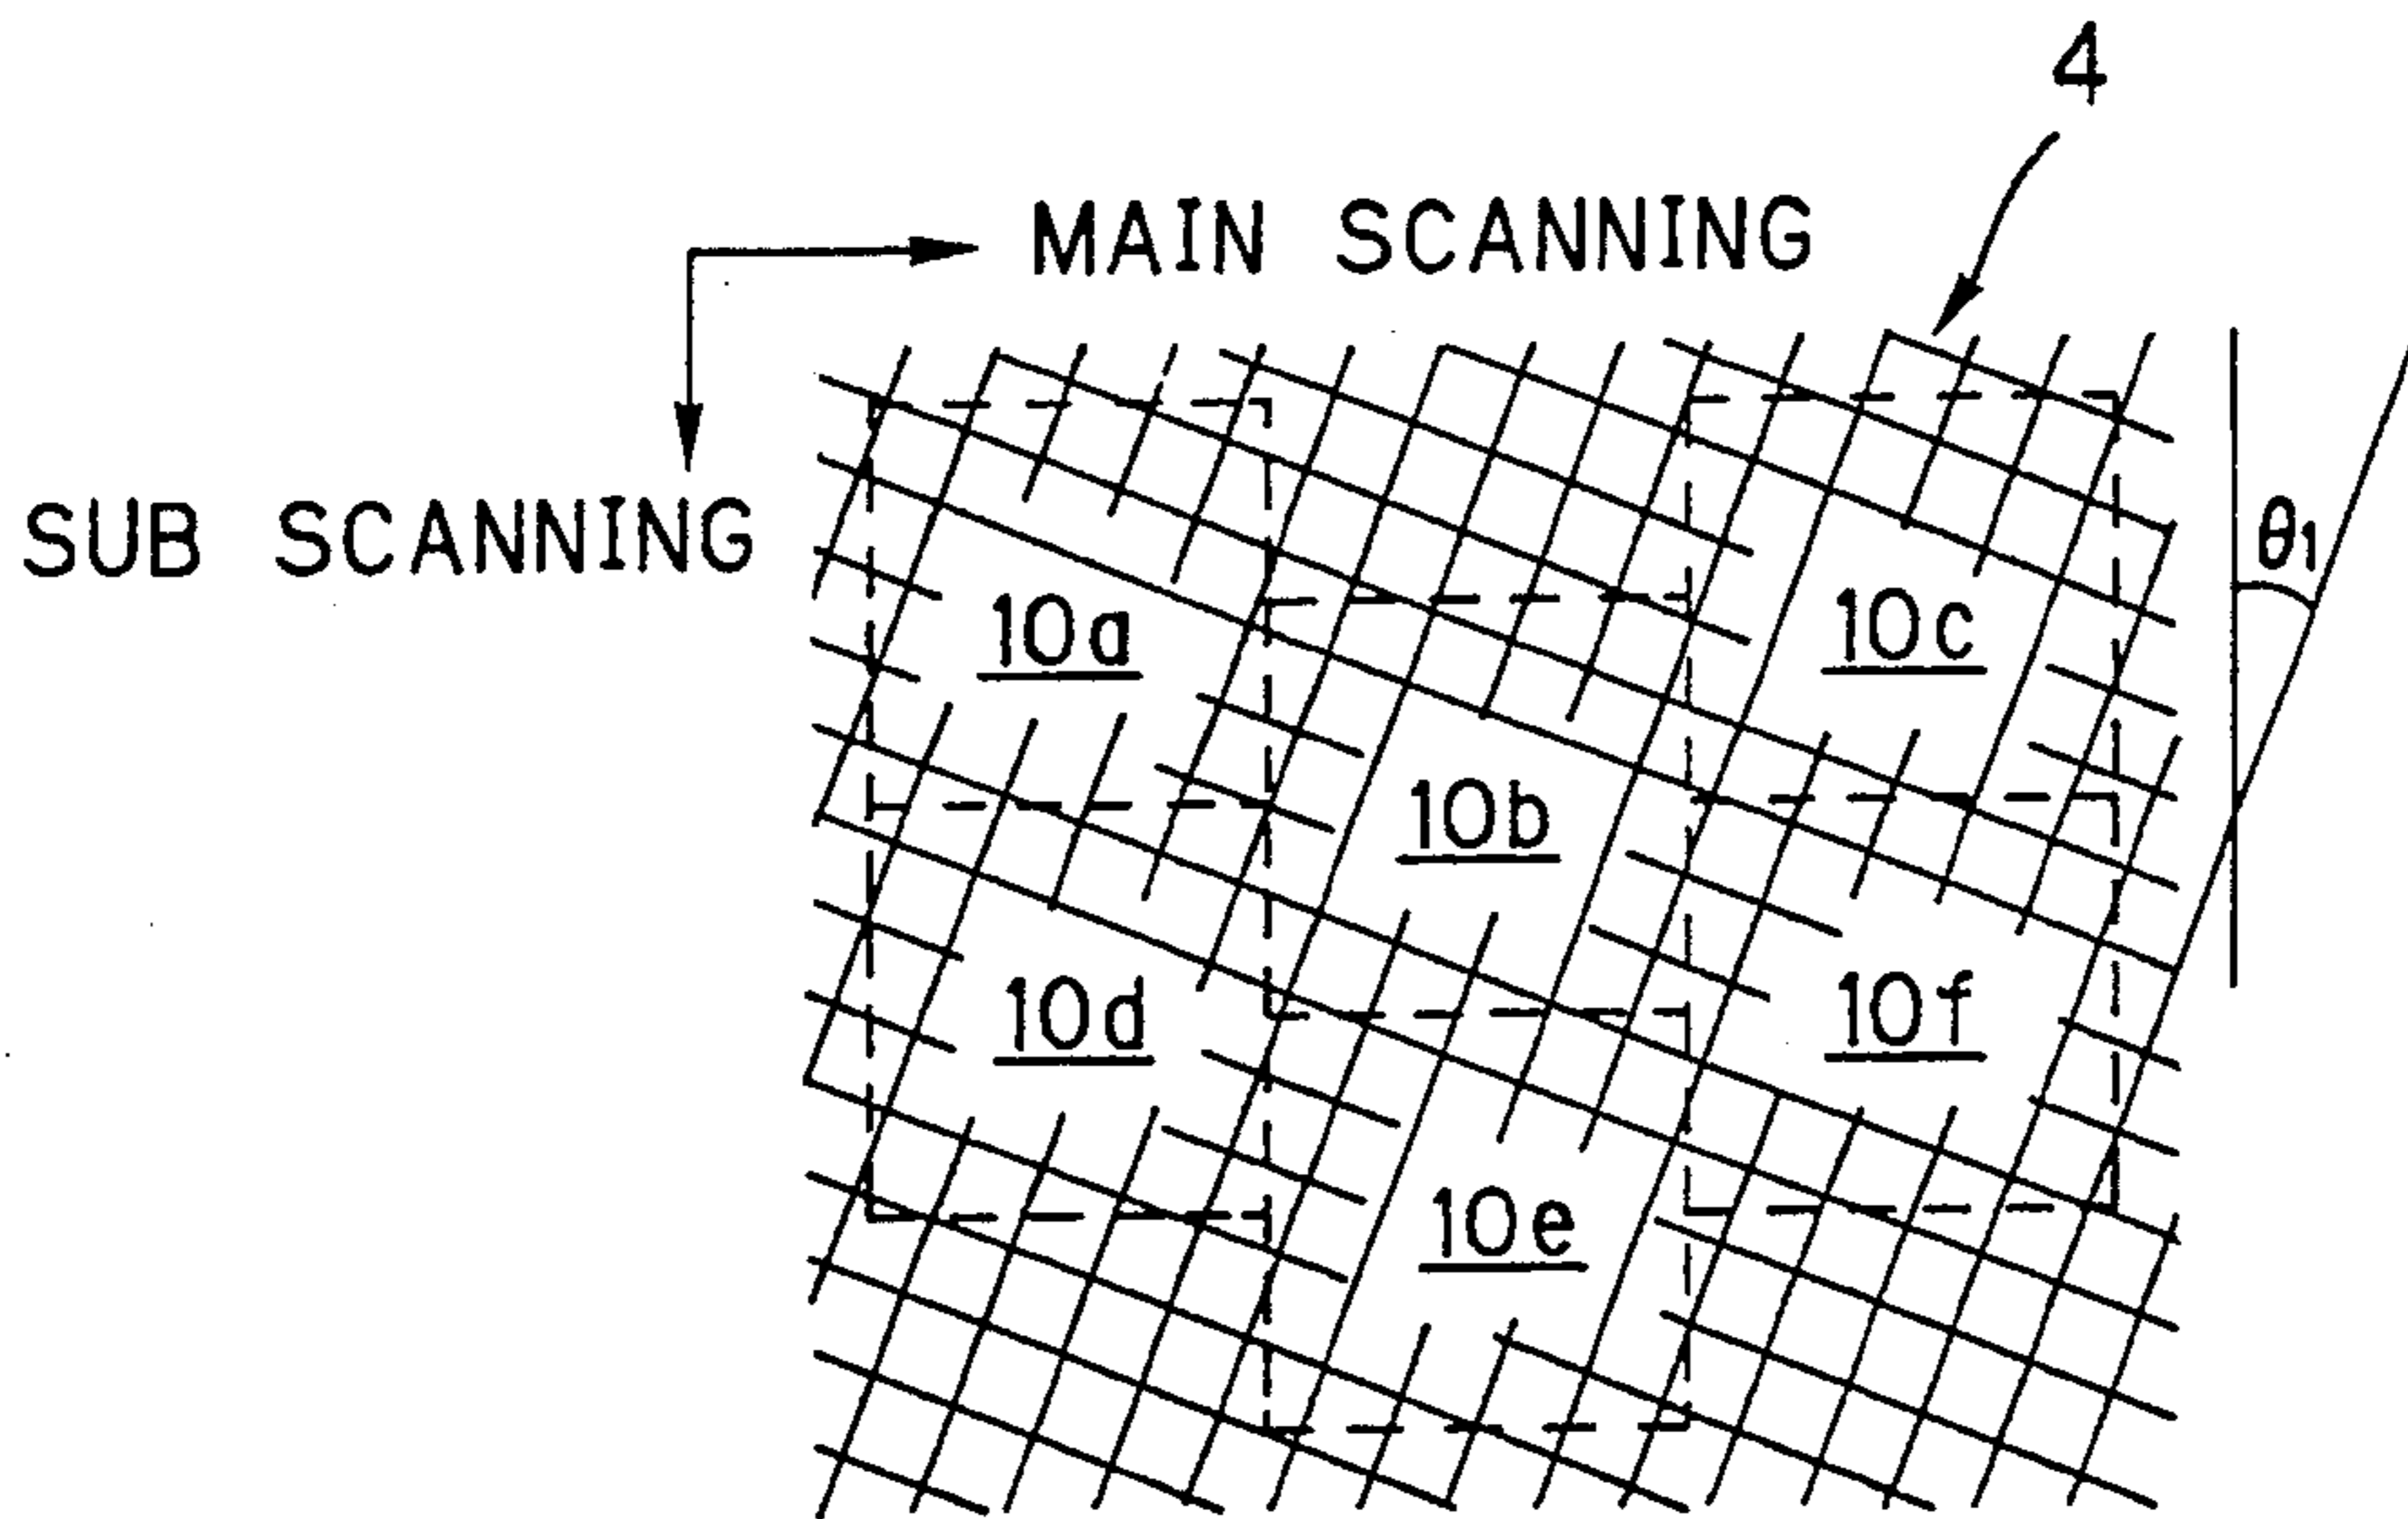 4
MAIN SCANNING
SUB SCANNING
θ1
10a
10c
10b
10d
10f
10e